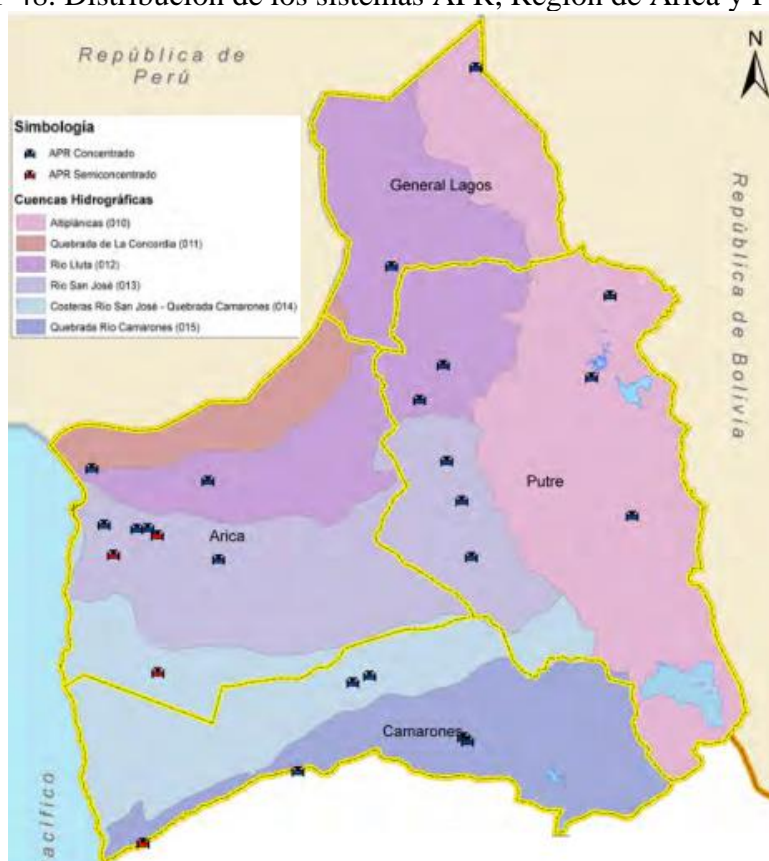 48. Distribución de los sistemas APR, Región de Arica y
República de
Perú
N
Simbología
APR Concentrado
APR Semiconcentrado
Cuencas Hidrográficas
Altiplánicas (010)
Quebrada de La Concordia (011)
Río Lluta (012)
Río San José (013)
Costeras Río San José - Quebrada Camarones (014)
Quebrada Río Camarones (015)
General Lagos
República de Bolivia
Putre
Arica
Camarones
acífico